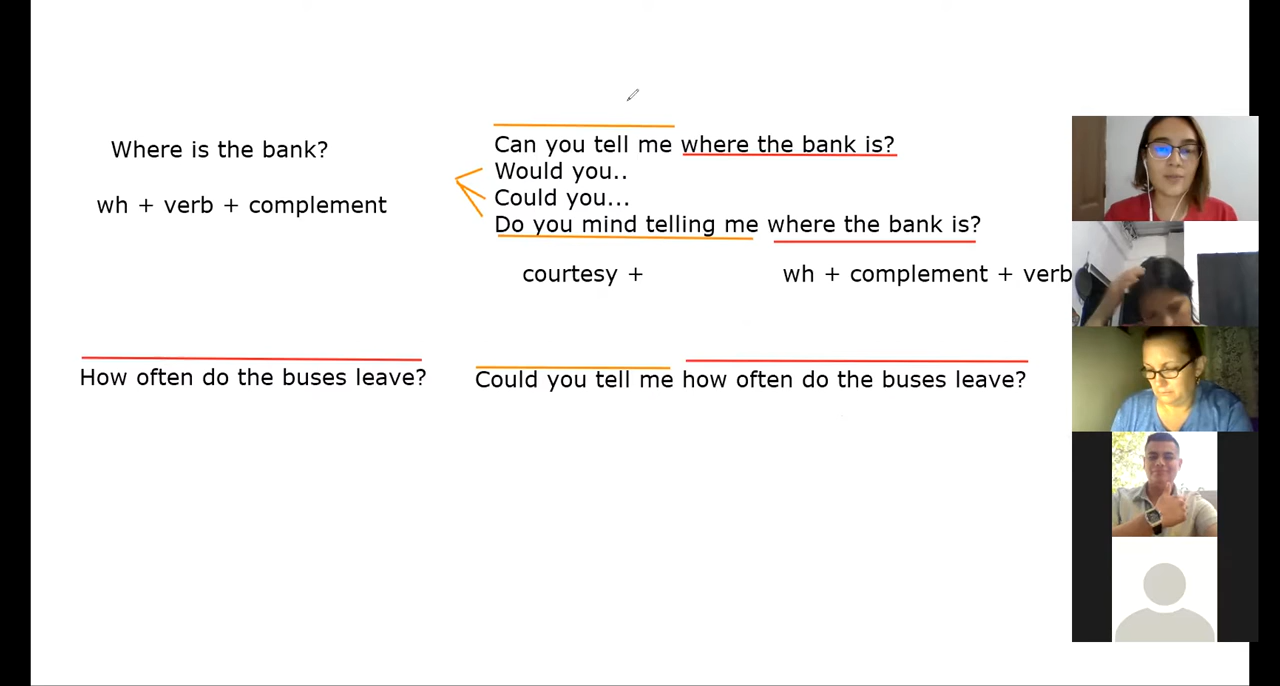 Where is the bank?
wh + verb + complement
Can you tell me where the bank is?
Would you..
Could you...
Do you mind telling me where the bank is?
courtesy + wh + complement + verb
How often do the buses leave?
Could you tell me how often do the buses leave?